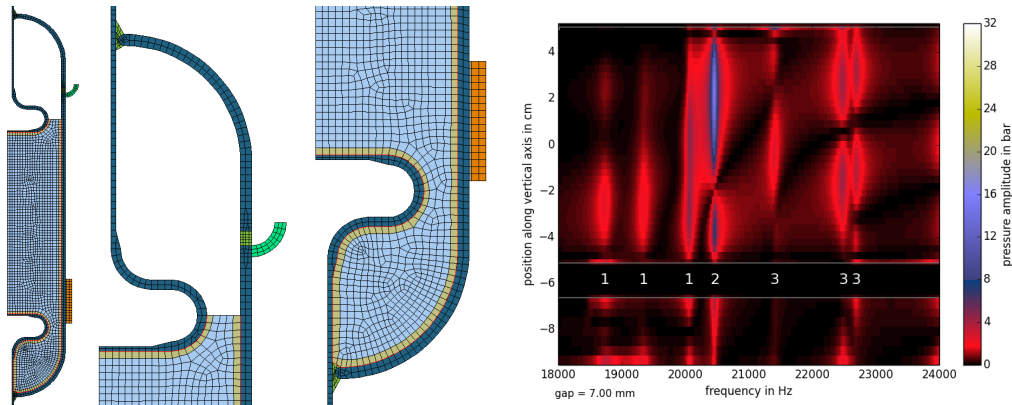 position along vertical axis in cm
4
2
0
−2
−4
−6
−8
1 1 1 2 3 3 3
18000 19000 20000 21000 22000 23000 24000
frequency in Hz
gap = 7.00 mm
32
28
24
20
16
12
8
4
0
pressure amplitude in bar